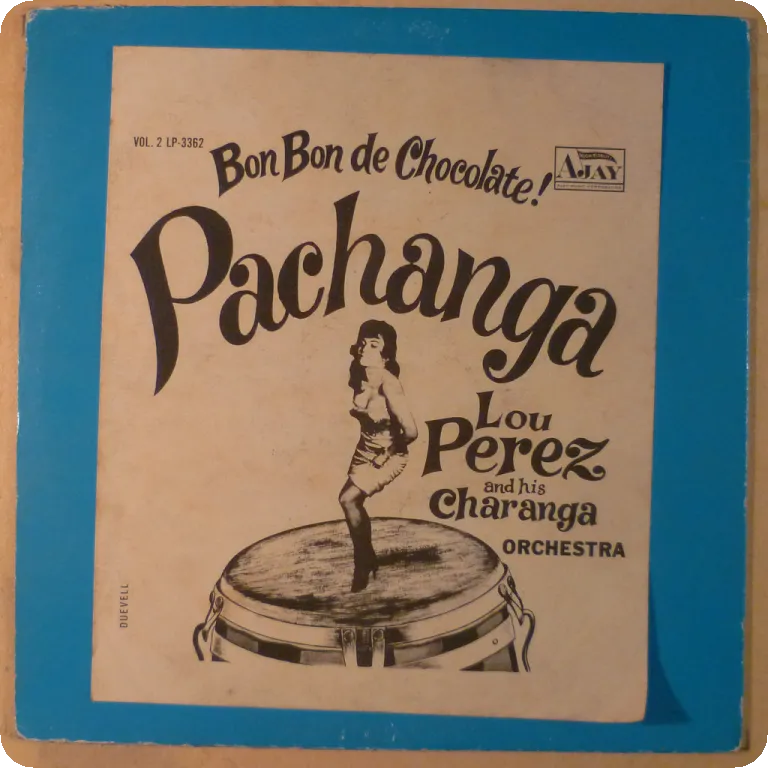 VOL. 2 LP-3362
Bon Bon de Chocolate!
AJAY
Pachanga
Lou
Perez
and his
Charanga
ORCHESTRA
DUEVELL